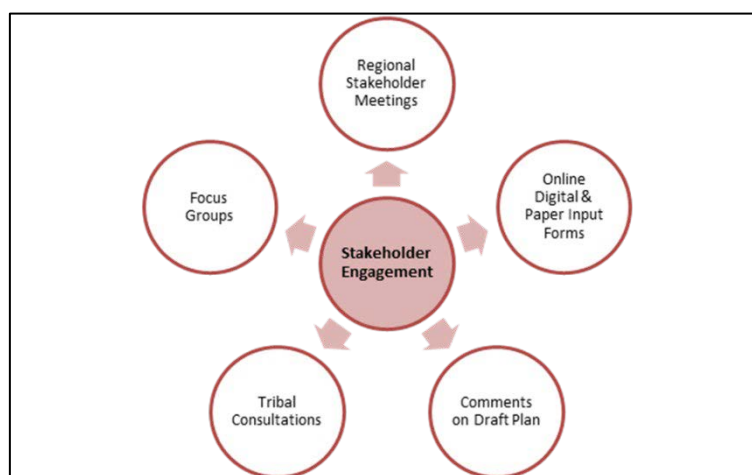 Regional
Stakeholder
Meetings
Focus
Groups
Online
Digital &
Paper Input
Forms
Stakeholder
Engagement
Tribal
Consultations
Comments
on Draft Plan